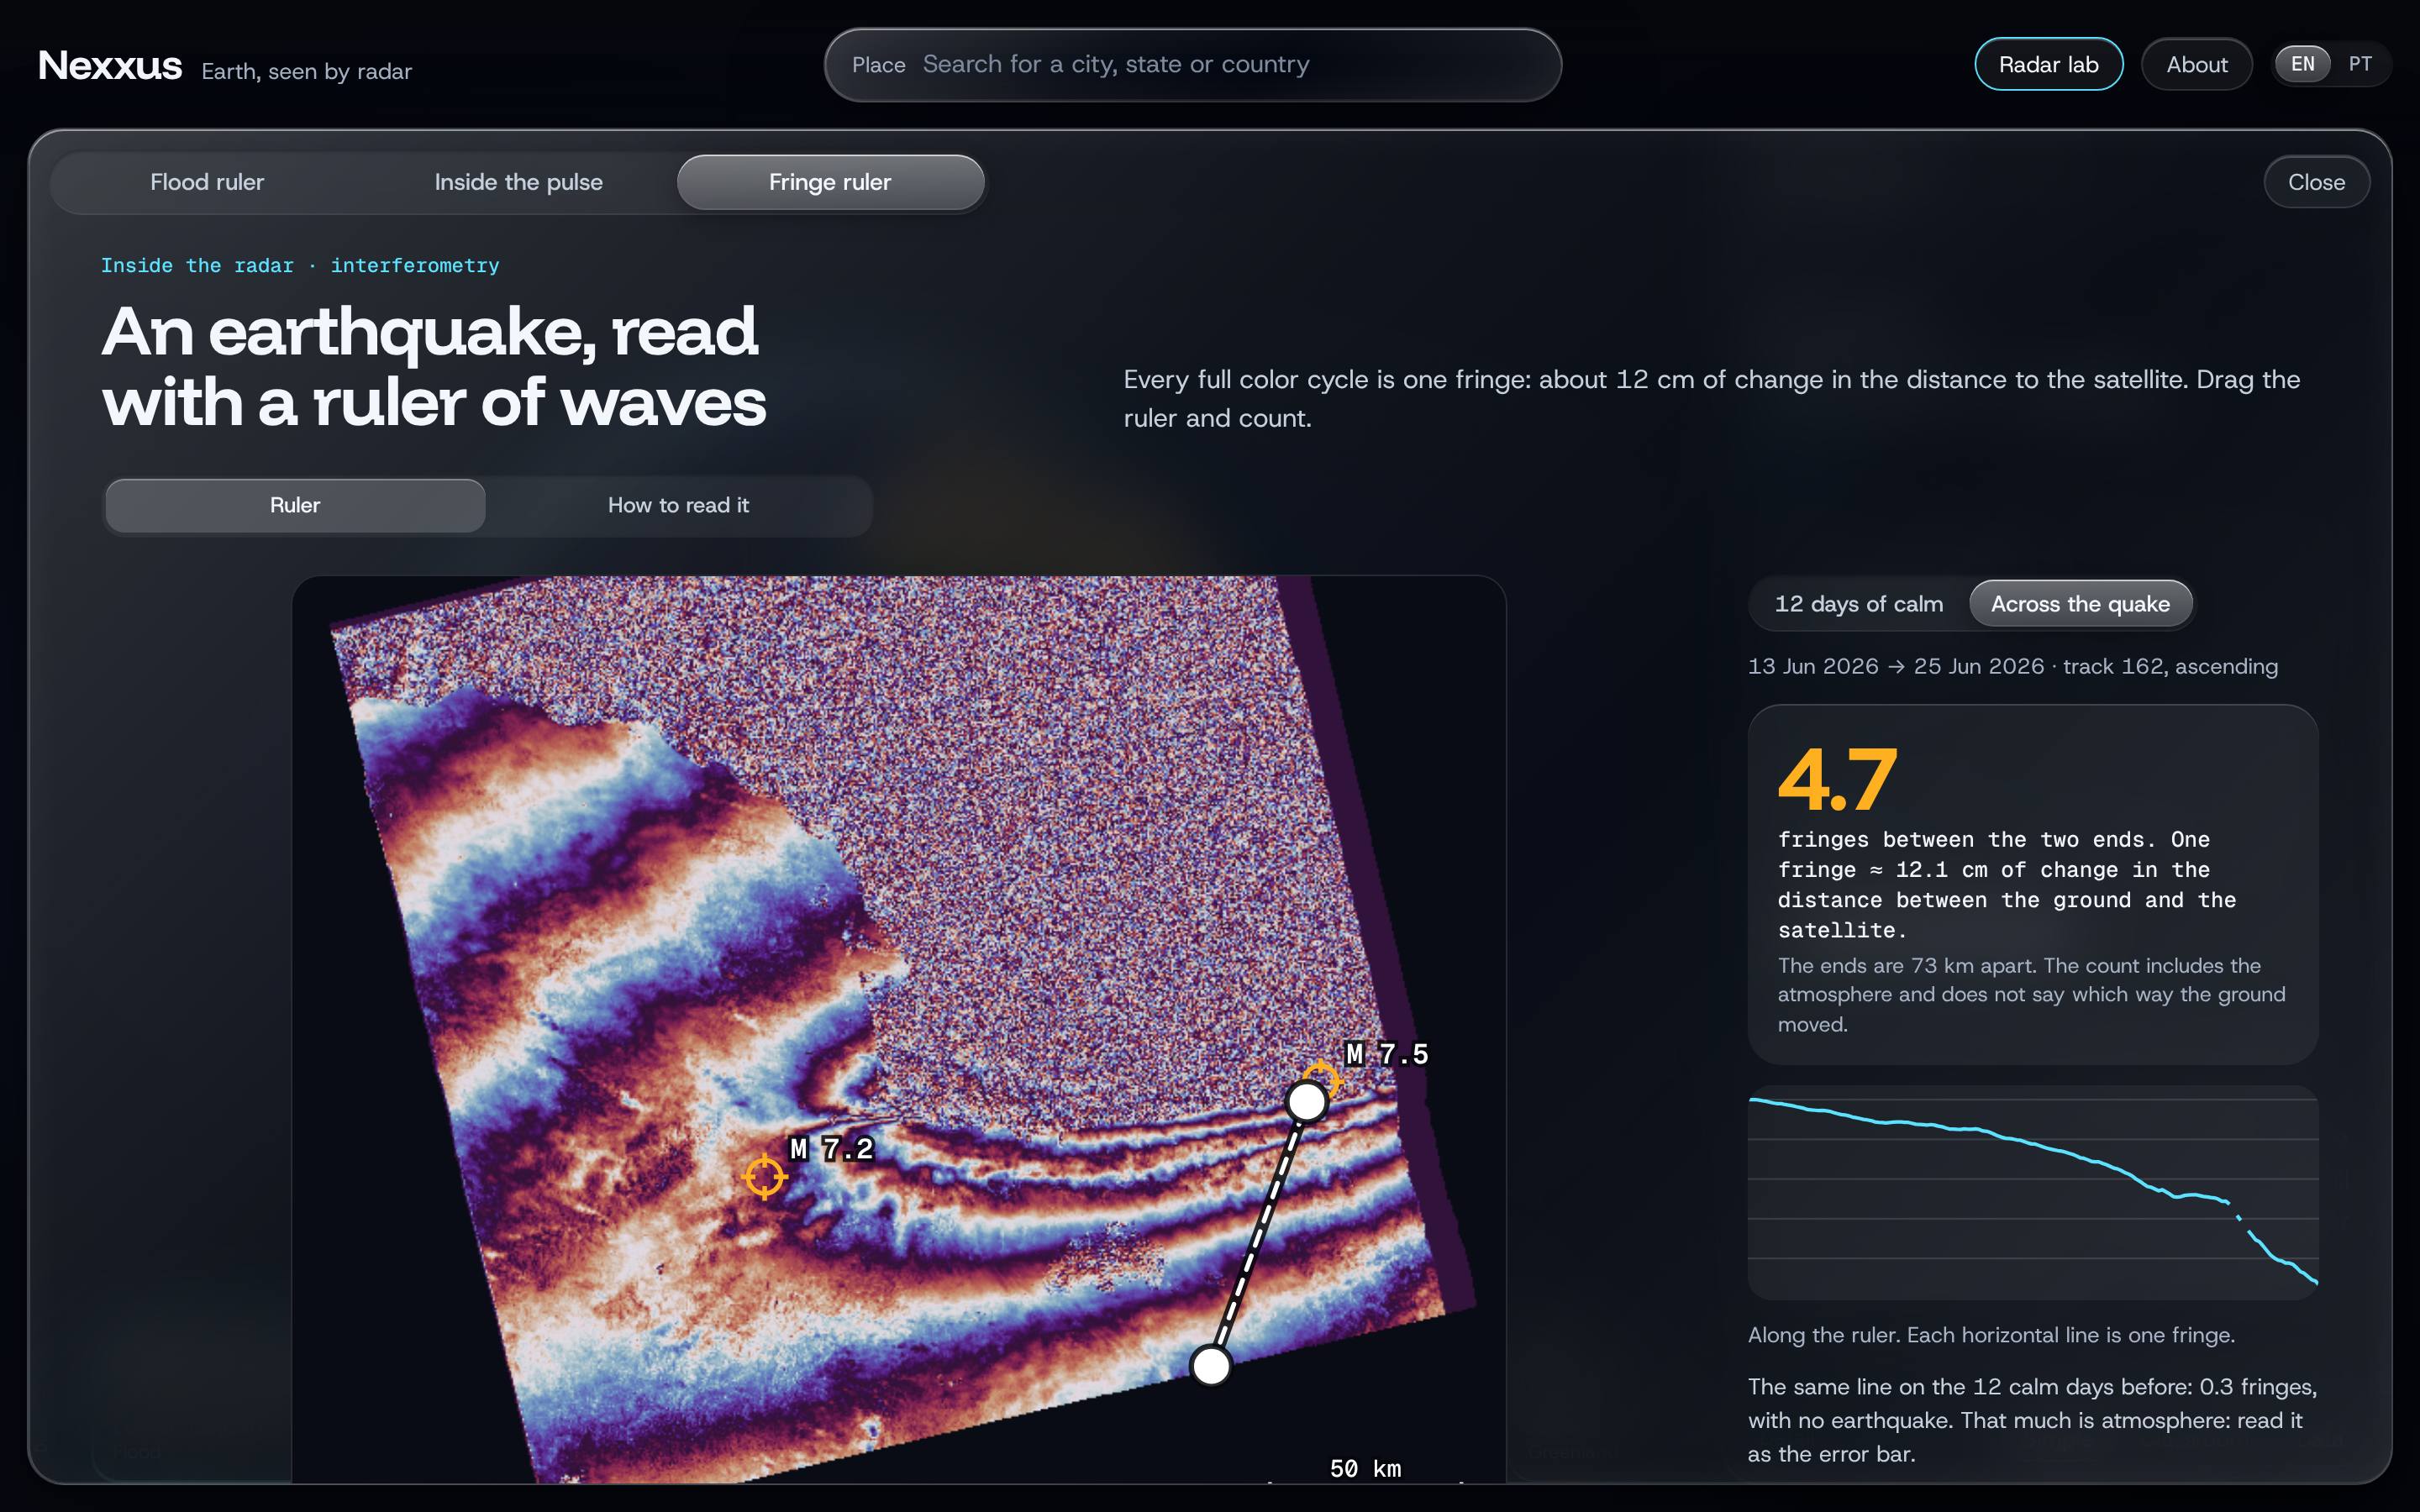 Nexxus
Earth, seen by radar
Place
Search for a city, state or country
Radar lab
About
EN
PT
Flood ruler
Inside the pulse
Fringe ruler
Close
Inside the radar · interferometry
An earthquake, read
with a ruler of waves
Every full color cycle is one fringe: about 12 cm of change in the distance to the satellite. Drag the
ruler and count.
Ruler
How to read it
12 days of calm
Across the quake
13 Jun 2026 → 25 Jun 2026 · track 162, ascending
4.7
fringes between the two ends. One
fringe ≈ 12.1 cm of change in the
distance between the ground and the
satellite.
The ends are 73 km apart. The count includes the
atmosphere and does not say which way the ground
moved.
M 7.5
M 7.2
50 km
Along the ruler. Each horizontal line is one fringe.
The same line on the 12 calm days before: 0.3 fringes,
with no earthquake. That much is atmosphere: read it
as the error bar.